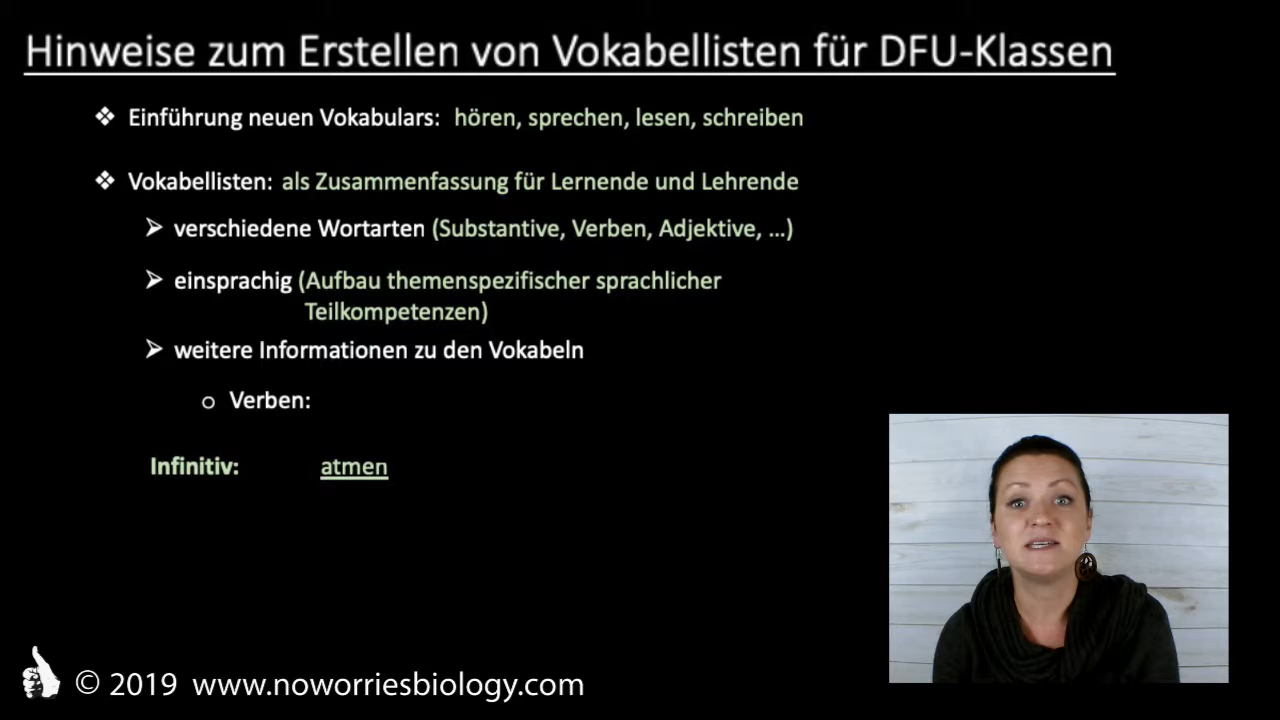 Hinweise zum Erstellen von Vokabellisten für DFU-Klassen
❖ Einführung neuen Vokabulars: hören, sprechen, lesen, schreiben
❖ Vokabellisten: als Zusammenfassung für Lernende und Lehrende
➢ verschiedene Wortarten (Substantive, Verben, Adjektive, ...)
➢ einsprachig (Aufbau themenspezifischer sprachlicher
Teilkompetenzen)
➢ weitere Informationen zu den Vokabeln
o Verben:
Infinitiv: atmen
© 2019 www.noworriesbiology.com